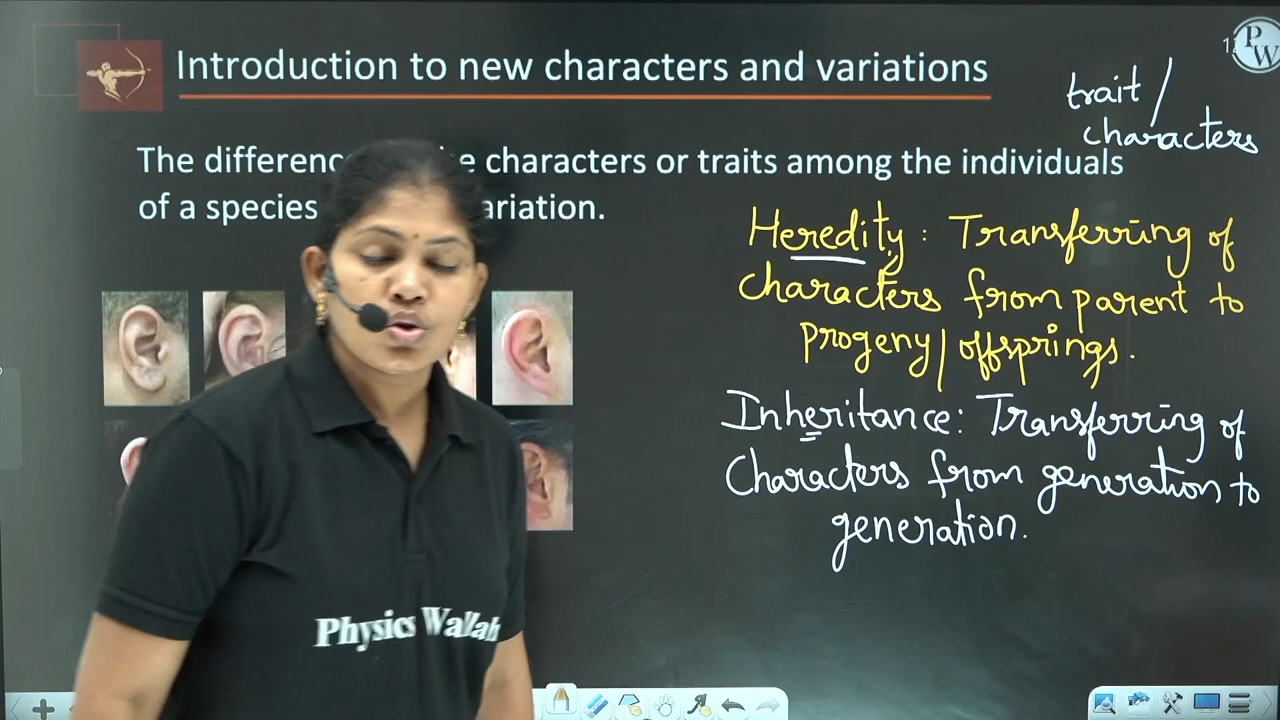 Introduction to new characters and variations
PW
trait /
characters
The differenc e characters or traits among the individuals
of a species ariation.
Heredity : Transferring of
characters from parent to
progeny/offsprings.
Inheritance: Transferring of
Characters from generation to
generation.
Physics Wallah